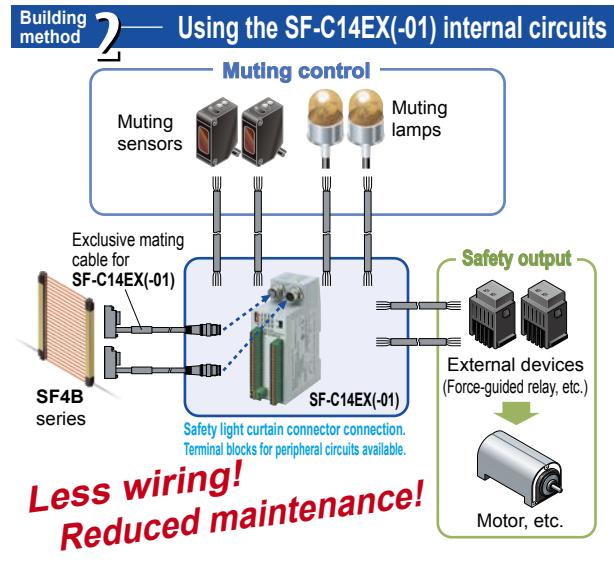 Building
method
2
Using the SF-C14EX(-01) internal circuits
Muting control
Muting
sensors
Muting
lamps
Exclusive mating
cable for
SF-C14EX(-01)
SF4B
series
SF-C14EX(-01)
Safety light curtain connector connection.
Terminal blocks for peripheral circuits available.
Safety output
External devices
(Force-guided relay, etc.)
Motor, etc.
Less wiring!
Reduced maintenance!